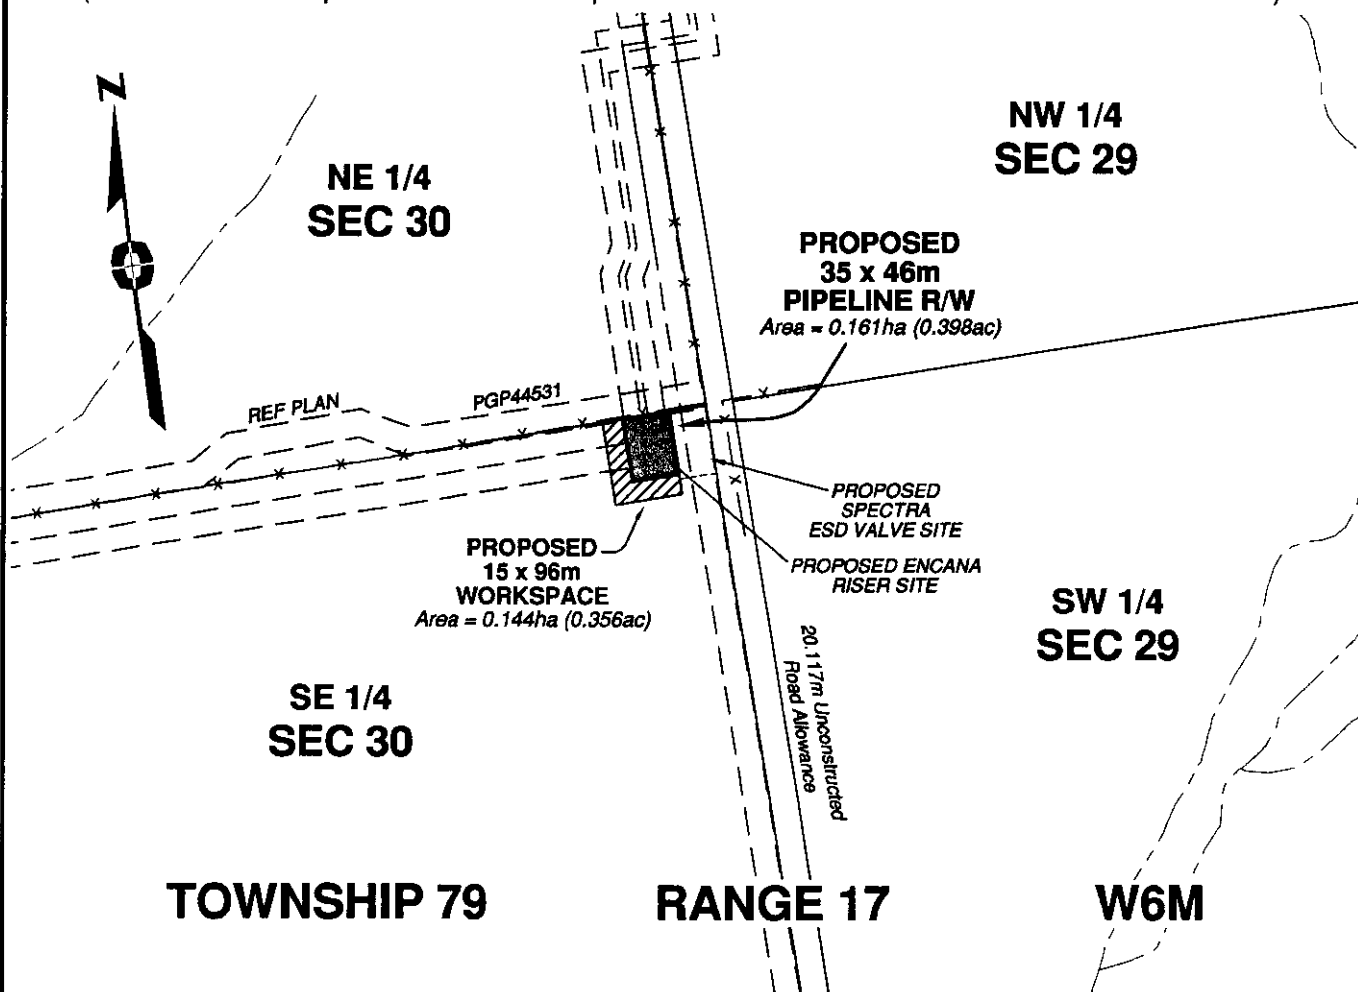 N
NE 1/4
SEC 30
NW 1/4
SEC 29
PROPOSED
35 x 46m
PIPELINE R/W
Area = 0.161ha (0.398ac)
REF PLAN
PGP44531
PROPOSED
SPECTRA
ESD VALVE SITE
PROPOSED ENCANA
RISER SITE
PROPOSED
15 x 96m
WORKSPACE
Area = 0.144ha (0.356ac)
SW 1/4
SEC 29
20.117m Unconstructed
Road Allowance
SE 1/4
SEC 30
TOWNSHIP 79
RANGE 17
W6M